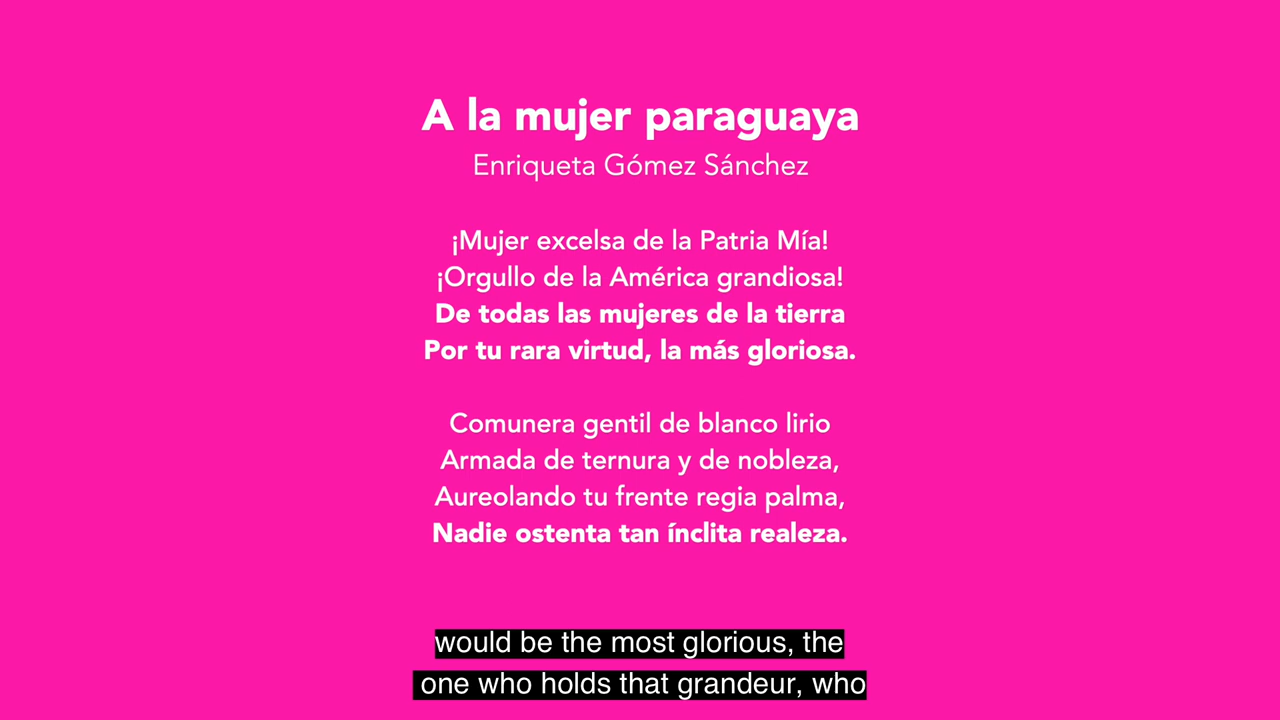 A la mujer paraguaya
Enriqueta Gómez Sánchez
¡Mujer excelsa de la Patria Mía!
¡Orgullo de la América grandiosa!
De todas las mujeres de la tierra
Por tu rara virtud, la más gloriosa.
Comunera gentil de blanco lirio
Armada de ternura y de nobleza,
Aureolando tu frente regia palma,
Nadie ostenta tan ínclita realeza.
would be the most glorious, the
one who holds that grandeur, who